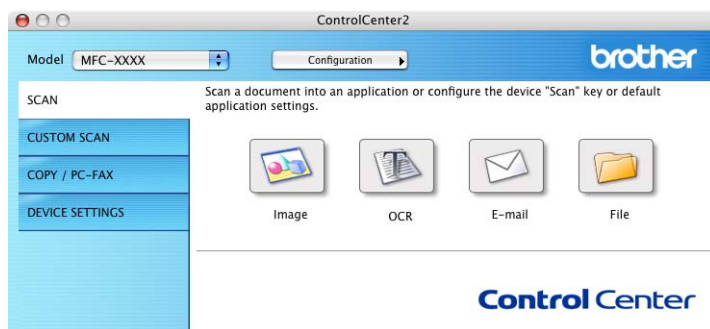 ControlCenter2
Model MFC-XXXX Configuration brother
SCAN
Scan a document into an application or configure the device "Scan" key or default
application settings.
CUSTOM SCAN
COPY / PC-FAX
DEVICE SETTINGS
Image OCR E-mail File
Control Center